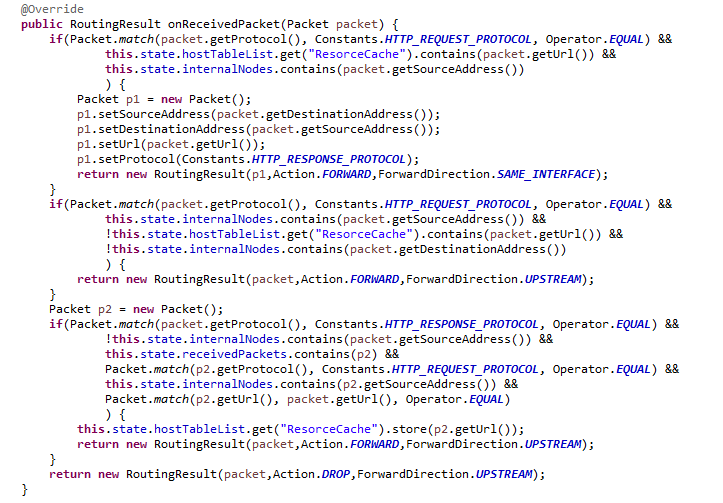 @Override
public RoutingResult onReceivedPacket(Packet packet) {
    if(Packet.match(packet.getProtocol(), Constants.HTTP_REQUEST_PROTOCOL, Operator.EQUAL) &&
            this.state.hostTableList.get("ResorceCache").contains(packet.getUrl()) &&
            this.state.internalNodes.contains(packet.getSourceAddress())
            ) {
        Packet p1 = new Packet();
        p1.setSourceAddress(packet.getDestinationAddress());
        p1.setDestinationAddress(packet.getSourceAddress());
        p1.setUrl(packet.getUrl());
        p1.setProtocol(Constants.HTTP_RESPONSE_PROTOCOL);
        return new RoutingResult(p1,Action.FORWARD,ForwardDirection.SAME_INTERFACE);
    }
    if(Packet.match(packet.getProtocol(), Constants.HTTP_REQUEST_PROTOCOL, Operator.EQUAL) &&
            this.state.internalNodes.contains(packet.getSourceAddress()) &&
            !this.state.hostTableList.get("ResorceCache").contains(packet.getUrl()) &&
            !this.state.internalNodes.contains(packet.getDestinationAddress())
            ) {
        return new RoutingResult(packet,Action.FORWARD,ForwardDirection.UPSTREAM);
    }
    Packet p2 = new Packet();
    if(Packet.match(packet.getProtocol(), Constants.HTTP_RESPONSE_PROTOCOL, Operator.EQUAL) &&
            !this.state.internalNodes.contains(packet.getSourceAddress()) &&
            this.state.receivedPackets.contains(p2) &&
            Packet.match(p2.getProtocol(), Constants.HTTP_REQUEST_PROTOCOL, Operator.EQUAL) &&
            this.state.internalNodes.contains(p2.getSourceAddress()) &&
            Packet.match(p2.getUrl(), packet.getUrl(), Operator.EQUAL)
            ) {
        this.state.hostTableList.get("ResorceCache").store(p2.getUrl());
        return new RoutingResult(packet,Action.FORWARD,ForwardDirection.UPSTREAM);
    }
    return new RoutingResult(packet,Action.DROP,ForwardDirection.UPSTREAM);
}